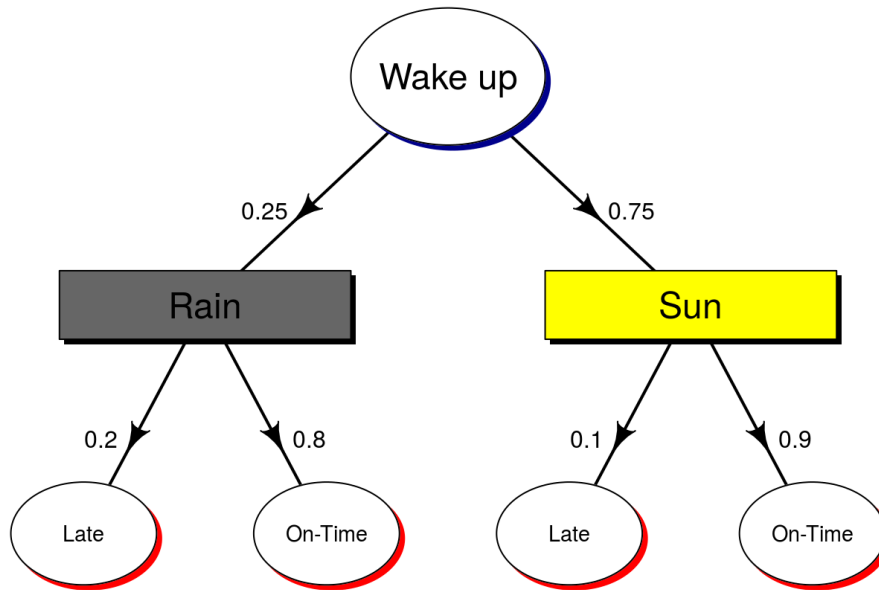 Wake up
0.25
0.75
Rain
Sun
0.2
0.8
0.1
0.9
Late
On-Time
Late
On-Time